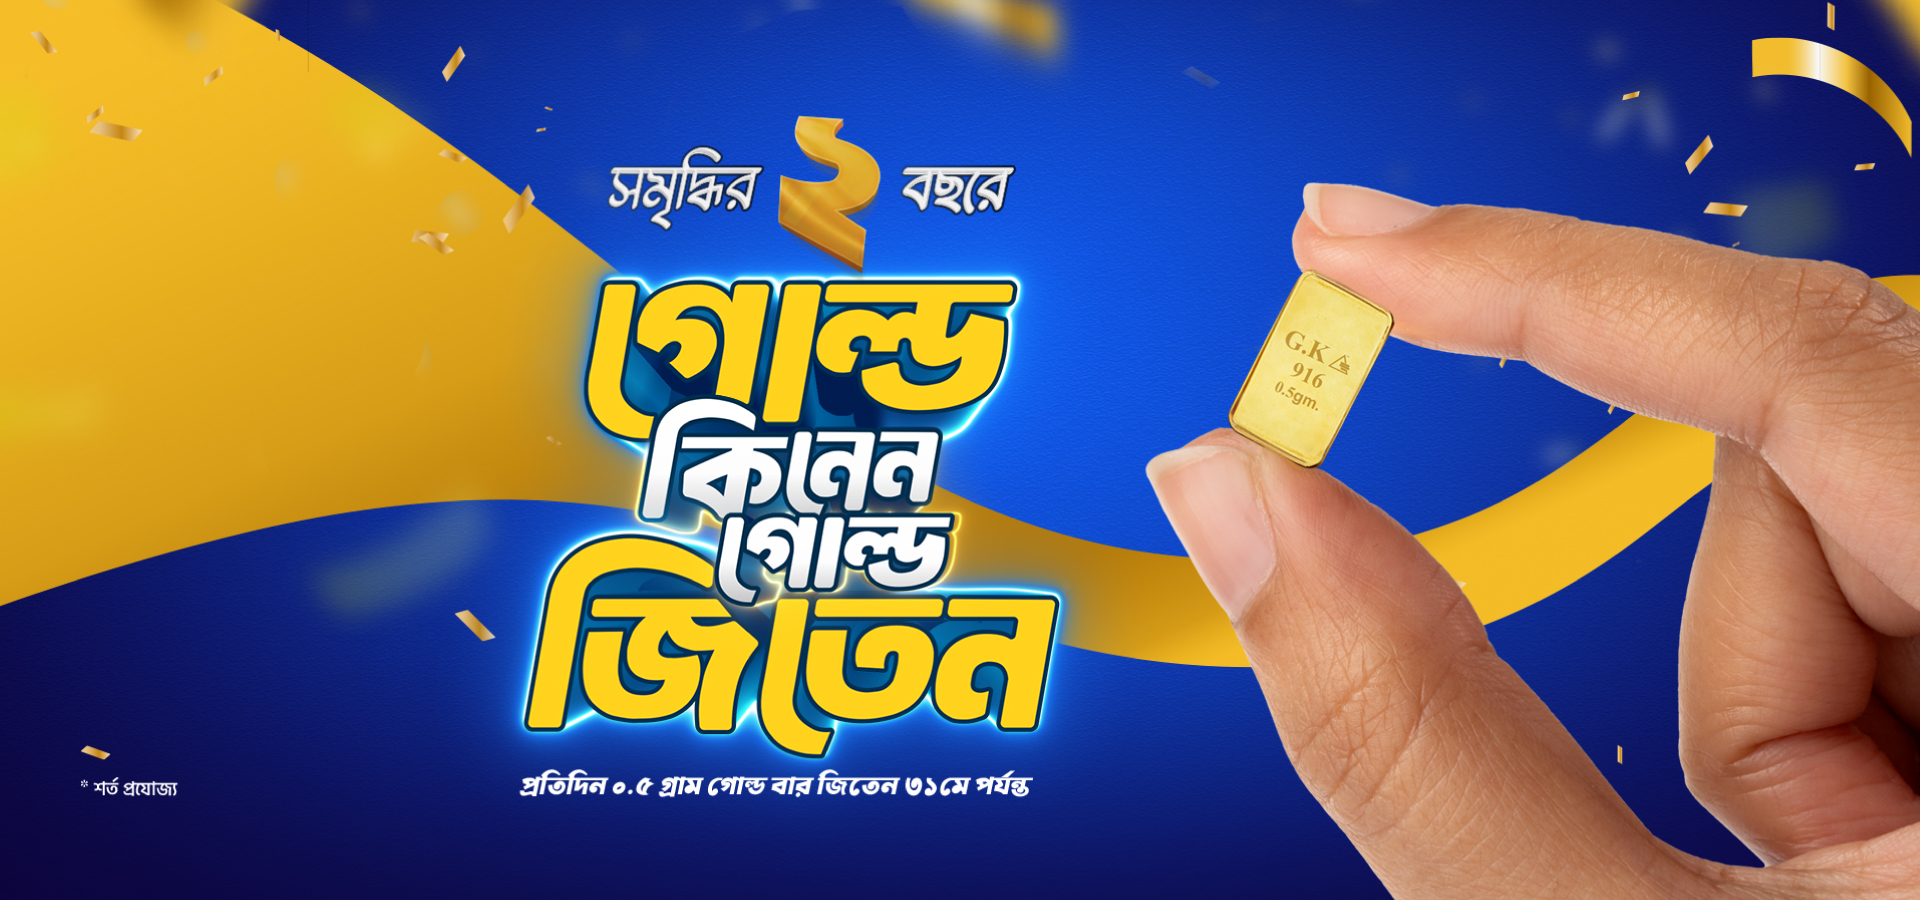 সমৃদ্ধির ২ বছরে
গোল্ড
কিনেন
গোল্ড
জিতেন
প্রতিদিন ০.৫ গ্রাম গোল্ড বার জিতেন ৩১মে পর্যন্ত
* শর্ত প্রযোজ্য
G.K
916
0.5gm.